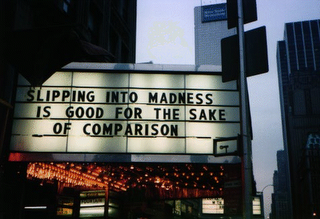 SLIPPING INTO MADNESS
IS GOOD FOR THE SAKE
OF COMPARISON